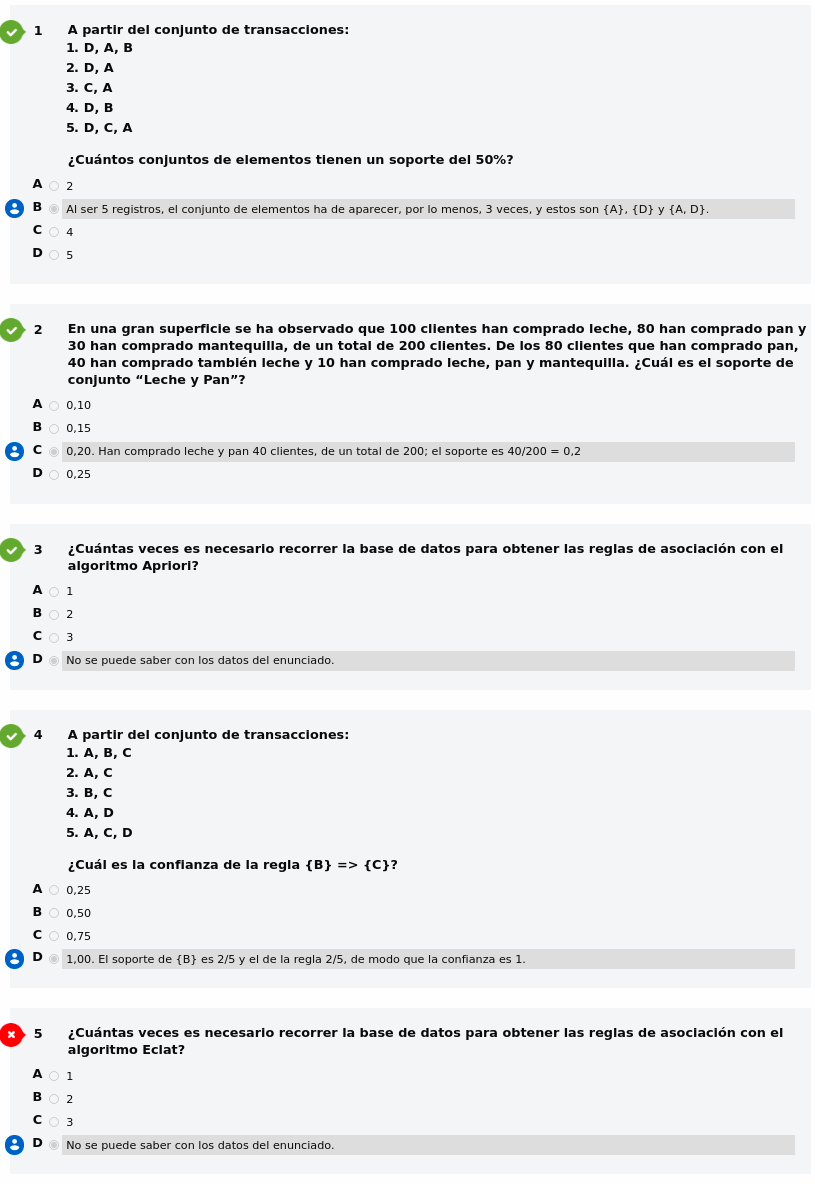 1 A partir del conjunto de transacciones:
1. D, A, B
2. D, A
3. C, A
4. D, B
5. D, C, A
¿Cuántos conjuntos de elementos tienen un soporte del 50%?
A 2
B Al ser 5 registros, el conjunto de elementos ha de aparecer, por lo menos, 3 veces, y estos son {A}, {D} y {A, D}.
C 4
D 5
2 En una gran superficie se ha observado que 100 clientes han comprado leche, 80 han comprado pan y
30 han comprado mantequilla, de un total de 200 clientes. De los 80 clientes que han comprado pan,
40 han comprado también leche y 10 han comprado leche, pan y mantequilla. ¿Cuál es el soporte de
conjunto “Leche y Pan”?
A 0,10
B 0,15
C 0,20. Han comprado leche y pan 40 clientes, de un total de 200; el soporte es 40/200 = 0,2
D 0,25
3 ¿Cuántas veces es necesario recorrer la base de datos para obtener las reglas de asociación con el
algoritmo Apriori?
A 1
B 2
C 3
D No se puede saber con los datos del enunciado.
4 A partir del conjunto de transacciones:
1. A, B, C
2. A, C
3. B, C
4. A, D
5. A, C, D
¿Cuál es la confianza de la regla {B} => {C}?
A 0,25
B 0,50
C 0,75
D 1,00. El soporte de {B} es 2/5 y el de la regla 2/5, de modo que la confianza es 1.
5 ¿Cuántas veces es necesario recorrer la base de datos para obtener las reglas de asociación con el
algoritmo Eclat?
A 1
B 2
C 3
D No se puede saber con los datos del enunciado.